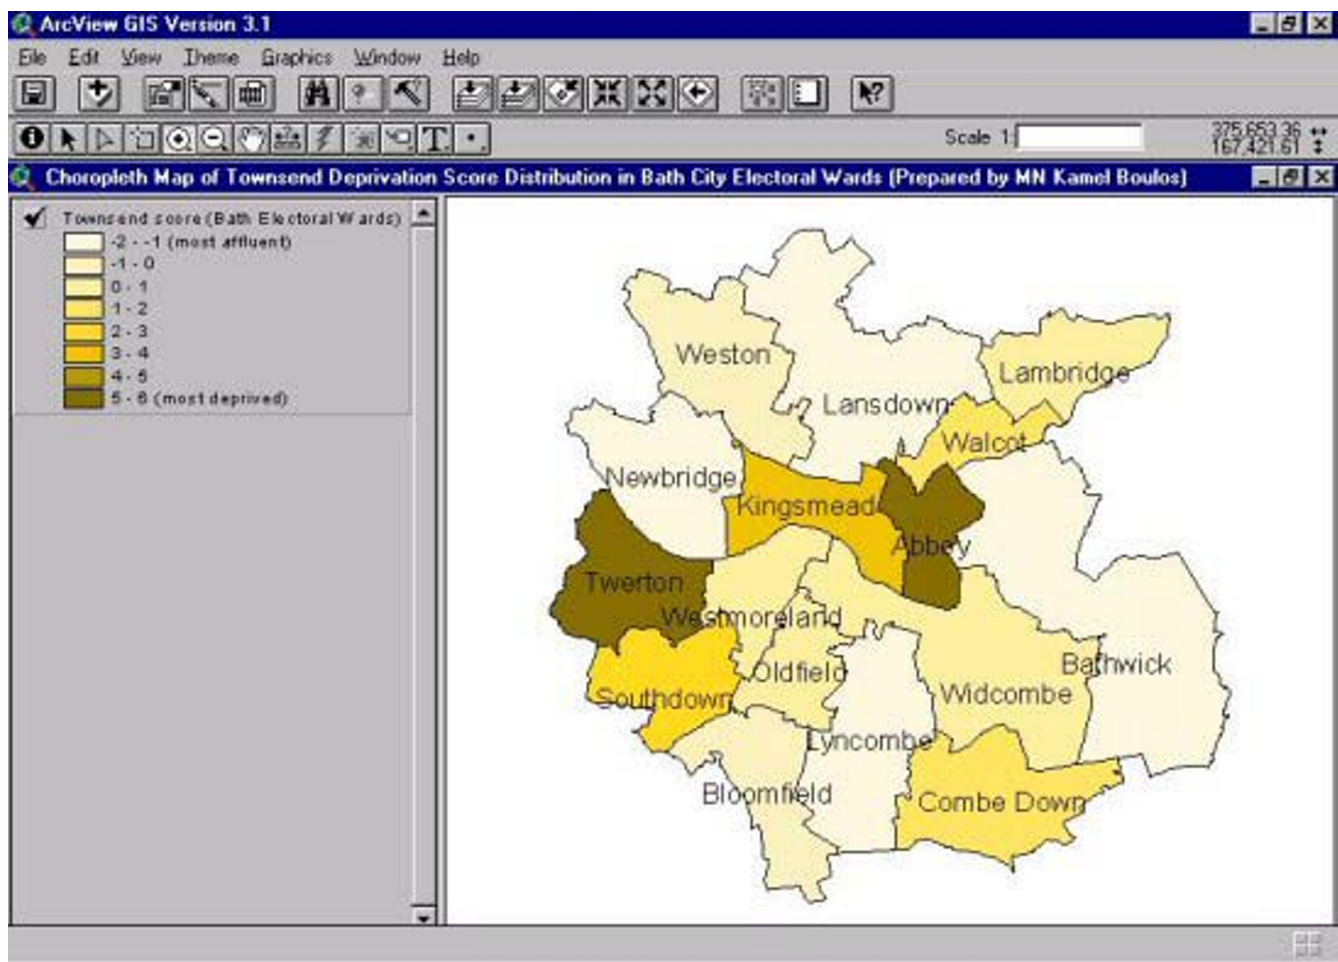 ArcView GIS Version 3.1
File Edit View Theme Graphics Window Help
Scale 1:
375,653.36
167,421.61
Choropleth Map of Townsend Deprivation Score Distribution in Bath City Electoral Wards (Prepared by MN Kamel Boulos)
Townsend score (Bath Electoral Wards)
-2 - -1 (most affluent)
-1 - 0
0 - 1
1 - 2
2 - 3
3 - 4
4 - 5
5 - 6 (most deprived)
Weston
Lambridge
Lansdown
Walcot
Newbridge
Kingsmead
Abbey
Twerton
Westmoreland
Bathwick
Oldfield
Widcombe
Southdown
Lyncombe
Bloomfield
Combe Down